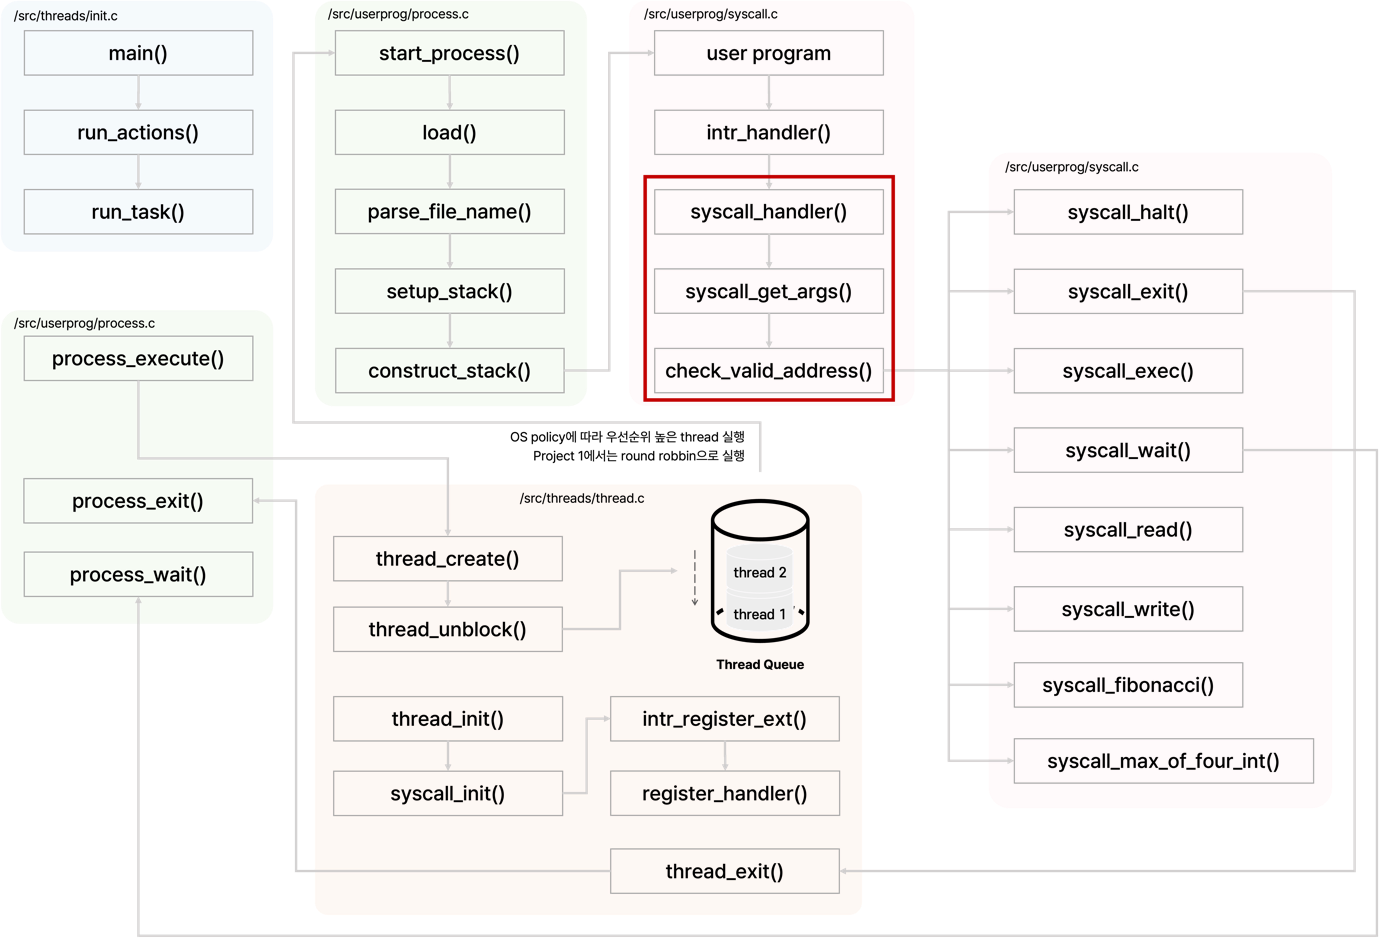 /src/threads/init.c
main()
run_actions()
run_task()
/src/userprog/process.c
start_process()
load()
parse_file_name()
setup_stack()
construct_stack()
/src/userprog/syscall.c
user program
intr_handler()
syscall_handler()
syscall_get_args()
check_valid_address()
/src/userprog/syscall.c
syscall_halt()
syscall_exit()
syscall_exec()
syscall_wait()
syscall_read()
syscall_write()
syscall_fibonacci()
syscall_max_of_four_int()
/src/userprog/process.c
process_execute()
process_exit()
process_wait()
OS policy에 따라 우선순위 높은 thread 실행
Project 1에서는 round robbin으로 실행
/src/threads/thread.c
thread_create()
thread_unblock()
thread 2
thread 1
Thread Queue
thread_init()
syscall_init()
intr_register_ext()
register_handler()
thread_exit()